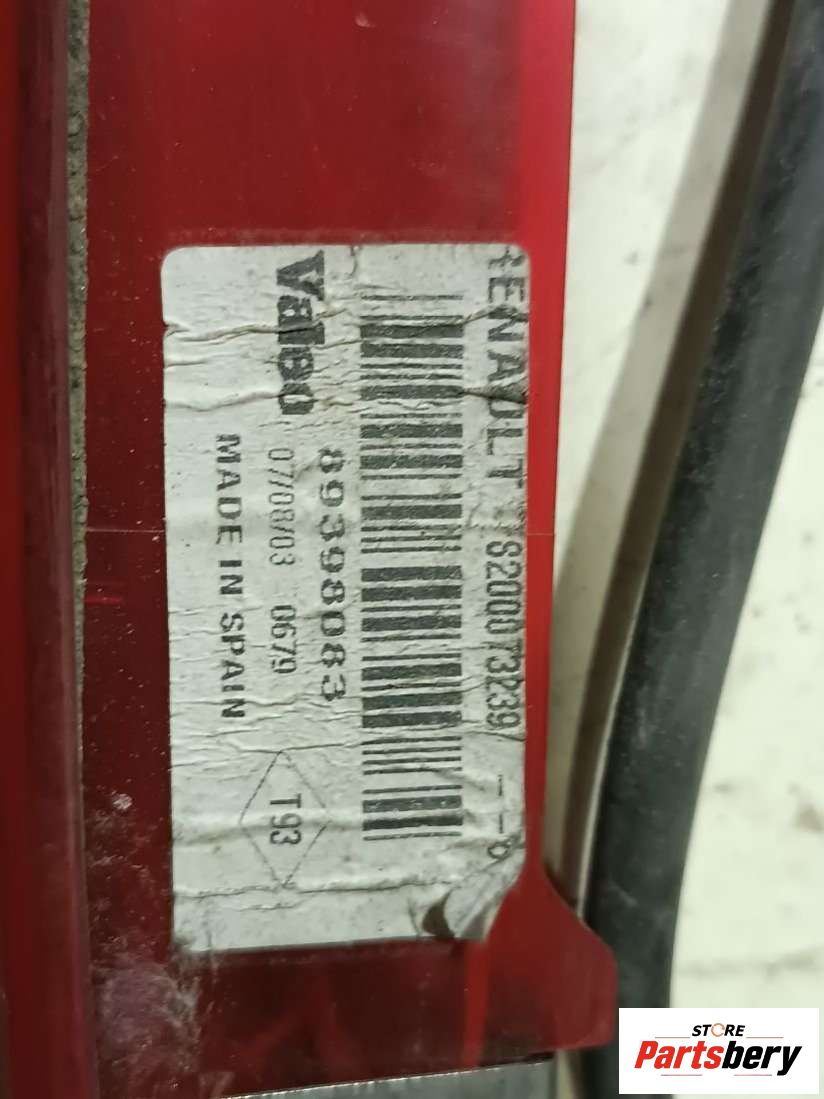 RENAULT 8200073239/ --D
89398083
Valeo 07/08/03 0679
MADE IN SPAIN
T93
STORE
Partsbery